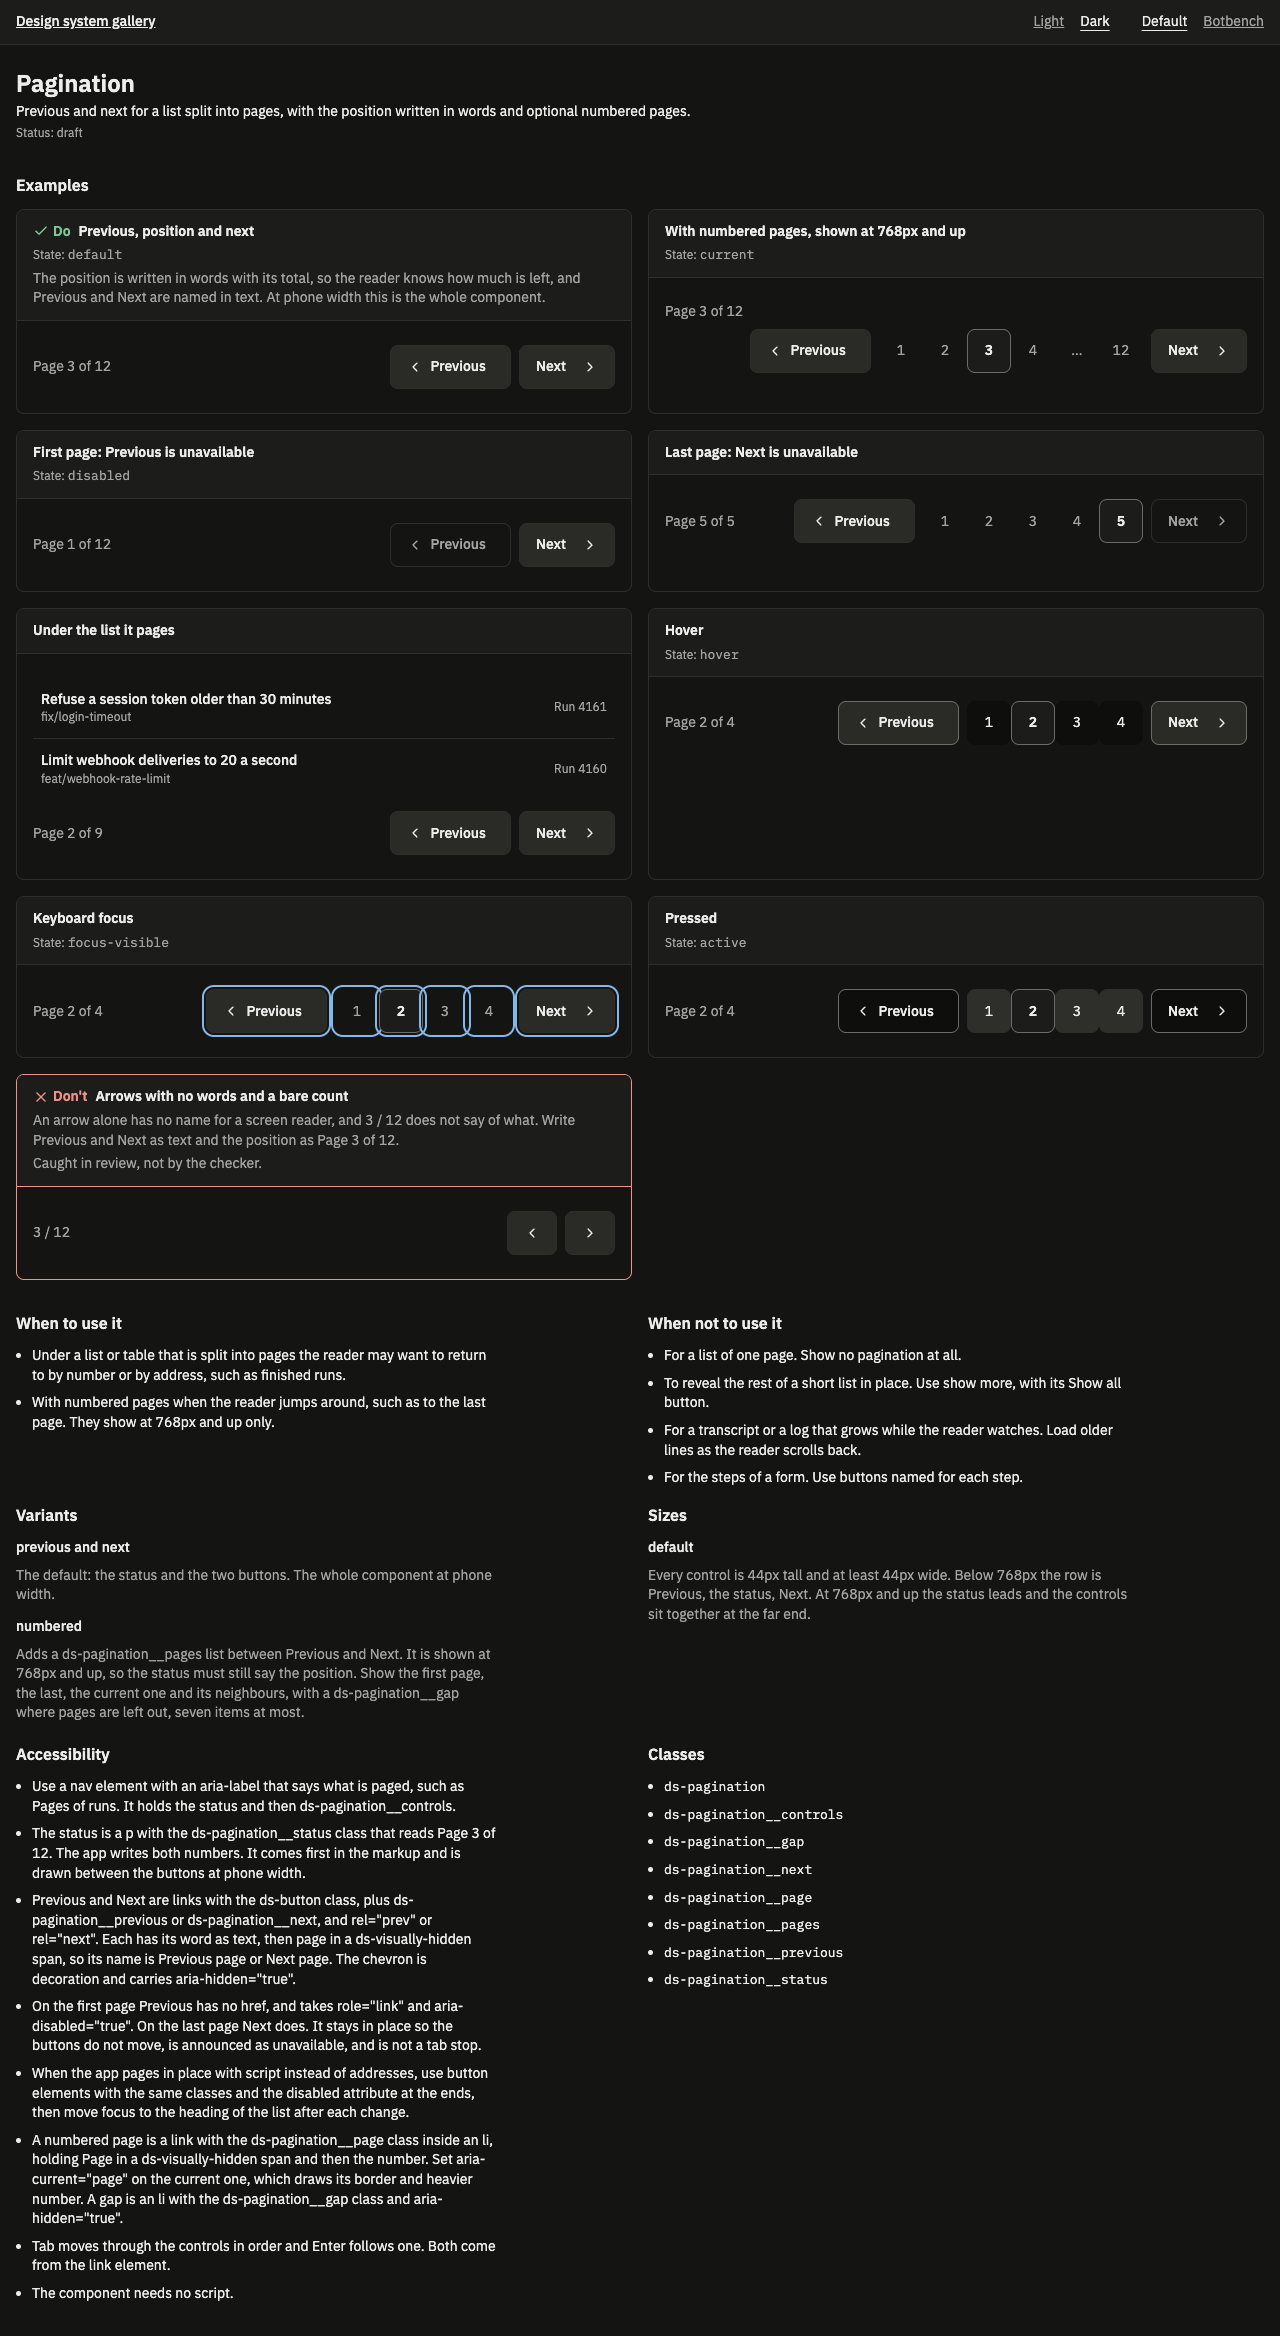 Design system gallery
Light Dark Default Botbench
Pagination
Previous and next for a list split into pages, with the position written in words and optional numbered pages.
Status: draft
Examples
Do Previous, position and next
State: default
The position is written in words with its total, so the reader knows how much is left, and
Previous and Next are named in text. At phone width this is the whole component.
Page 3 of 12
Previous
Next
With numbered pages, shown at 768px and up
State: current
Page 3 of 12
Previous 1 2 3 4 … 12 Next
First page: Previous is unavailable
State: disabled
Page 1 of 12
Previous
Next
Last page: Next is unavailable
Page 5 of 5
Previous 1 2 3 4 5 Next
Under the list it pages
Refuse a session token older than 30 minutes
fix/login-timeout
Run 4161
Limit webhook deliveries to 20 a second
feat/webhook-rate-limit
Run 4160
Page 2 of 9
Previous
Next
Hover
State: hover
Page 2 of 4
Previous 1 2 3 4 Next
Keyboard focus
State: focus-visible
Page 2 of 4
Previous 1 2 3 4 Next
Pressed
State: active
Page 2 of 4
Previous 1 2 3 4 Next
Don't Arrows with no words and a bare count
An arrow alone has no name for a screen reader, and 3 / 12 does not say of what. Write
Previous and Next as text and the position as Page 3 of 12.
Caught in review, not by the checker.
3 / 12
When to use it
Under a list or table that is split into pages the reader may want to return
to by number or by address, such as finished runs.
With numbered pages when the reader jumps around, such as to the last
page. They show at 768px and up only.
When not to use it
For a list of one page. Show no pagination at all.
To reveal the rest of a short list in place. Use show more, with its Show all
button.
For a transcript or a log that grows while the reader watches. Load older
lines as the reader scrolls back.
For the steps of a form. Use buttons named for each step.
Variants
previous and next
The default: the status and the two buttons. The whole component at phone
width.
numbered
Adds a ds-pagination__pages list between Previous and Next. It is shown at
768px and up, so the status must still say the position. Show the first page,
the last, the current one and its neighbours, with a ds-pagination__gap
where pages are left out, seven items at most.
Sizes
default
Every control is 44px tall and at least 44px wide. Below 768px the row is
Previous, the status, Next. At 768px and up the status leads and the controls
sit together at the far end.
Accessibility
Use a nav element with an aria-label that says what is paged, such as
Pages of runs. It holds the status and then ds-pagination__controls.
The status is a p with the ds-pagination__status class that reads Page 3 of
12. The app writes both numbers. It comes first in the markup and is
drawn between the buttons at phone width.
Previous and Next are links with the ds-button class, plus ds-
pagination__previous or ds-pagination__next, and rel="prev" or
rel="next". Each has its word as text, then page in a ds-visually-hidden
span, so its name is Previous page or Next page. The chevron is
decoration and carries aria-hidden="true".
On the first page Previous has no href, and takes role="link" and aria-
disabled="true". On the last page Next does. It stays in place so the
buttons do not move, is announced as unavailable, and is not a tab stop.
When the app pages in place with script instead of addresses, use button
elements with the same classes and the disabled attribute at the ends,
then move focus to the heading of the list after each change.
A numbered page is a link with the ds-pagination__page class inside an li,
holding Page in a ds-visually-hidden span and then the number. Set aria-
current="page" on the current one, which draws its border and heavier
number. A gap is an li with the ds-pagination__gap class and aria-
hidden="true".
Tab moves through the controls in order and Enter follows one. Both come
from the link element.
The component needs no script.
Classes
ds-pagination
ds-pagination__controls
ds-pagination__gap
ds-pagination__next
ds-pagination__page
ds-pagination__pages
ds-pagination__previous
ds-pagination__status